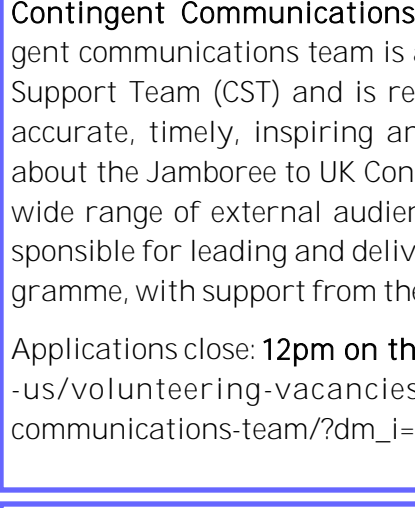 Contingent Communications
gent communications team is
Support Team (CST) and is re
accurate, timely, inspiring
about the Jamboree to UK Con
wide range of external audien
sponsible for leading and deliv
gramme, with support from the
Applications close: 12pm on th
-us/volunteering-vacancies
communications-team/?dm_i=